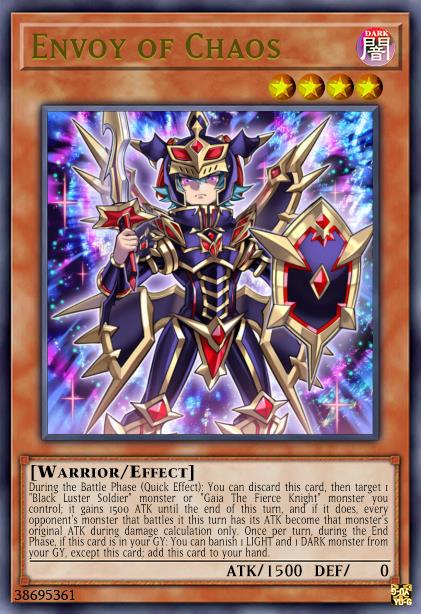 ENVOY OF CHAOS
DARK
闇
[WARRIOR/EFFECT]
During the Battle Phase (Quick Effect): You can discard this card, then target 1
"Black Luster Soldier" monster or "Gaia The Fierce Knight" monster you
control; it gains 1500 ATK until the end of this turn, and if it does, every
opponent's monster that battles it this turn has its ATK become that monster's
original ATK during damage calculation only. Once per turn, during the End
Phase, if this card is in your GY: You can banish 1 LIGHT and 1 DARK monster from
your GY, except this card; add this card to your hand.
ATK/1500 DEF/ 0
38695361